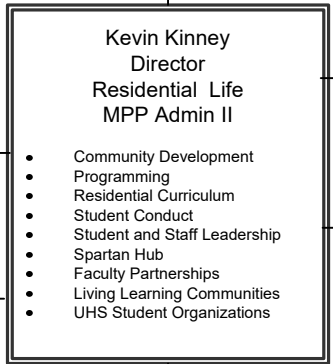 Kevin Kinney
Director
Residential Life
MPP Admin II
• Community Development
• Programming
• Residential Curriculum
• Student Conduct
• Student and Staff Leadership
• Spartan Hub
• Faculty Partnerships
• Living Learning Communities
• UHS Student Organizations